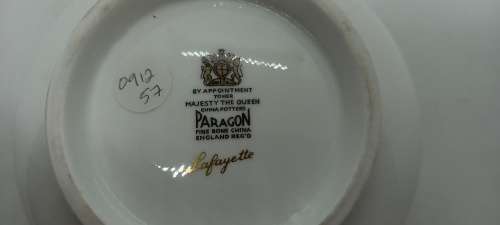 0912
57
BY APPOINTMENT
TO HER
MAJESTY THE QUEEN
CHINA POTTERS
PARAGON
FINE BONE CHINA
ENGLAND REG'D
Lafayette